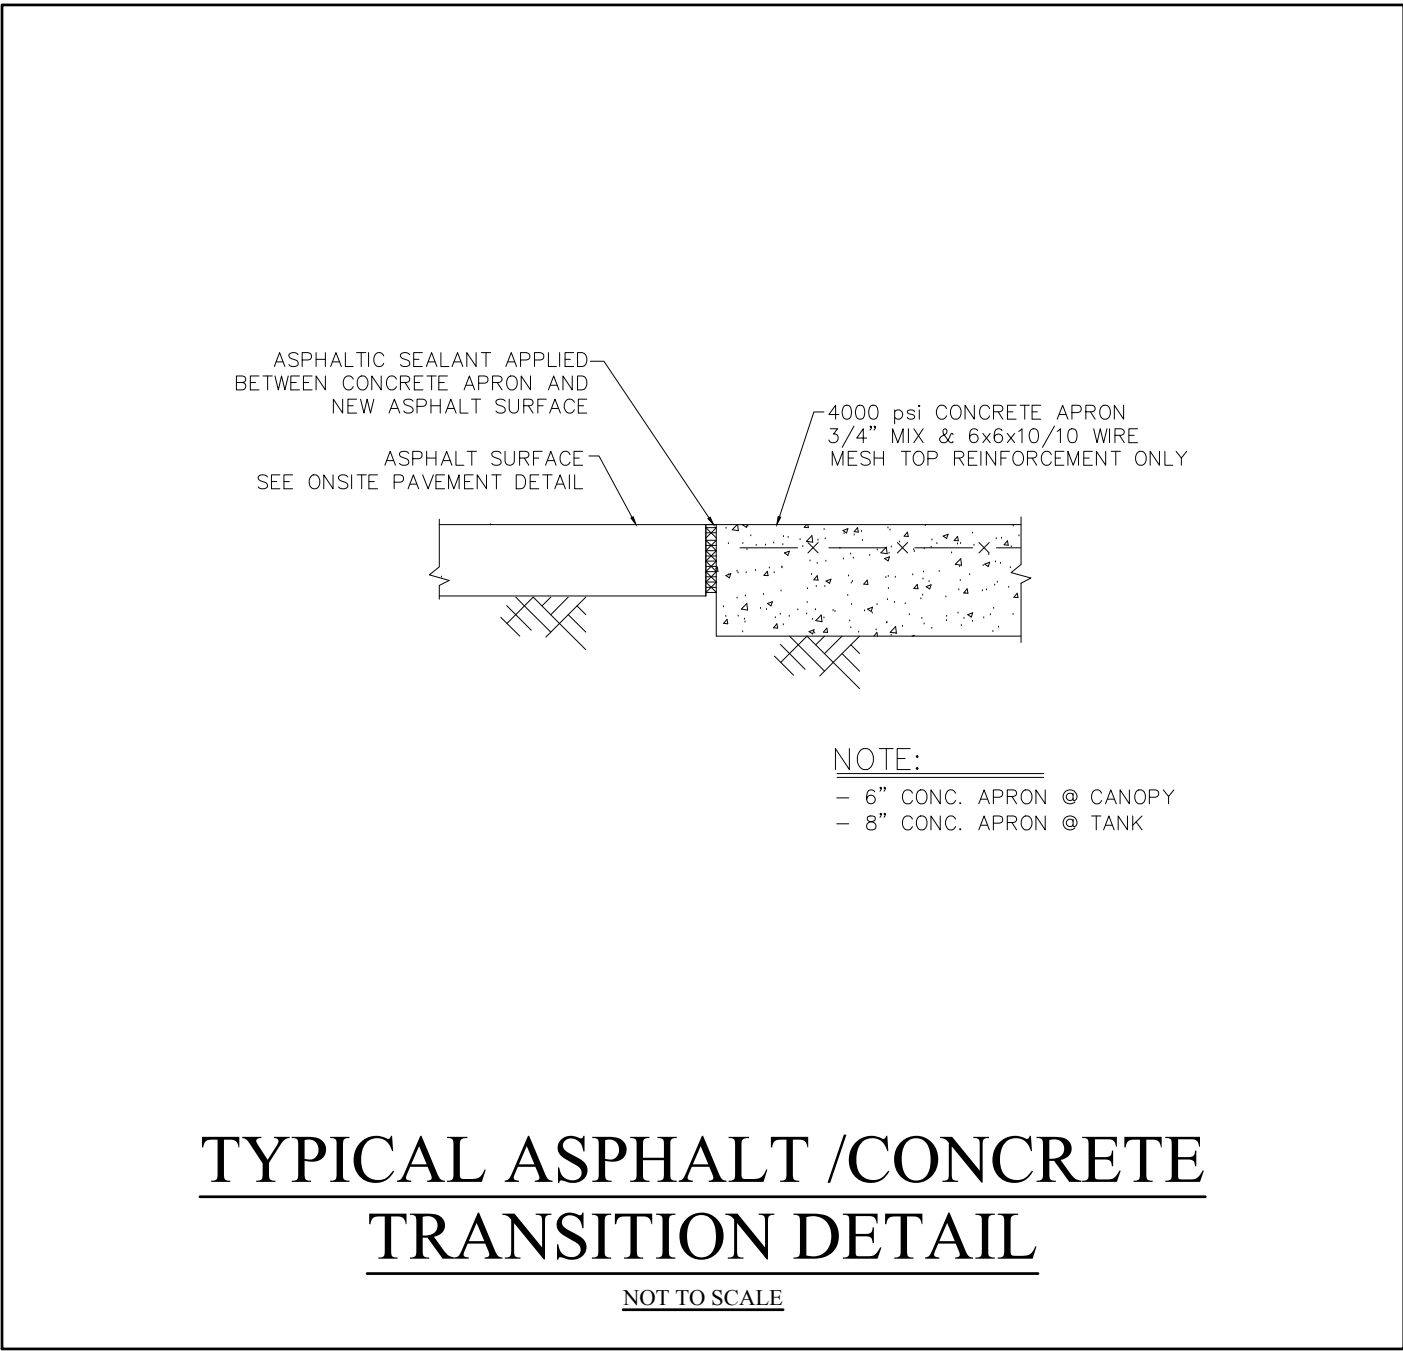 ASPHALTIC SEALANT APPLIED
BETWEEN CONCRETE APRON AND
NEW ASPHALT SURFACE
ASPHALT SURFACE
SEE ONSITE PAVEMENT DETAIL
4000 psi CONCRETE APRON
3/4" MIX & 6x6x10/10 WIRE
MESH TOP REINFORCEMENT ONLY
NOTE:
– 6" CONC. APRON @ CANOPY
– 8" CONC. APRON @ TANK
TYPICAL ASPHALT /CONCRETE
TRANSITION DETAIL
NOT TO SCALE